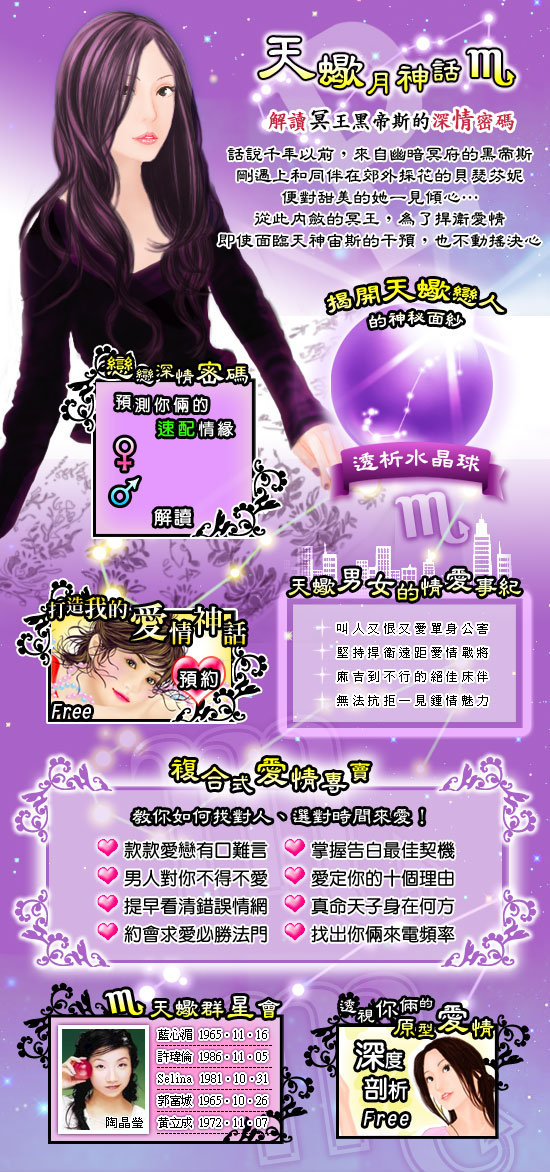 天蠍月神話 ♏
解讀冥王黑帝斯的深情密碼
話說千年以前，來自幽暗冥府的黑帝斯
剛遇上和同伴在郊外採花的貝瑟芬妮
便對甜美的她一見傾心…
從此內斂的冥王，為了捍衛愛情
即使面臨天神宙斯的干預，也不動搖決心
揭開天蠍戀人
的神秘面紗
透析水晶球
戀戀深情密碼
預測你倆的
速配情緣
♀
♂
解讀
天蠍男女的情愛事紀
叫人又恨又愛單身公害
堅持捍衛遠距愛情戰將
麻吉到不行的絕佳床伴
無法抗拒一見鍾情魅力
打造我的愛情神話
預約
Free
複合式愛情專賣
教你如何找對人、選對時間來愛！
款款愛戀有口難言
掌握告白最佳契機
男人對你不得不愛
愛定你的十個理由
提早看清錯誤情網
真命天子身在何方
約會求愛必勝法門
找出你倆來電頻率
♏ 天蠍群星會
藍心湄 1965・11・16
許瑋倫 1986・11・05
Selina 1981・10・31
郭富城 1965・10・26
黃立成 1972・11・07
陶晶瑩
透視你倆的
原型愛情
深度
剖析
Free